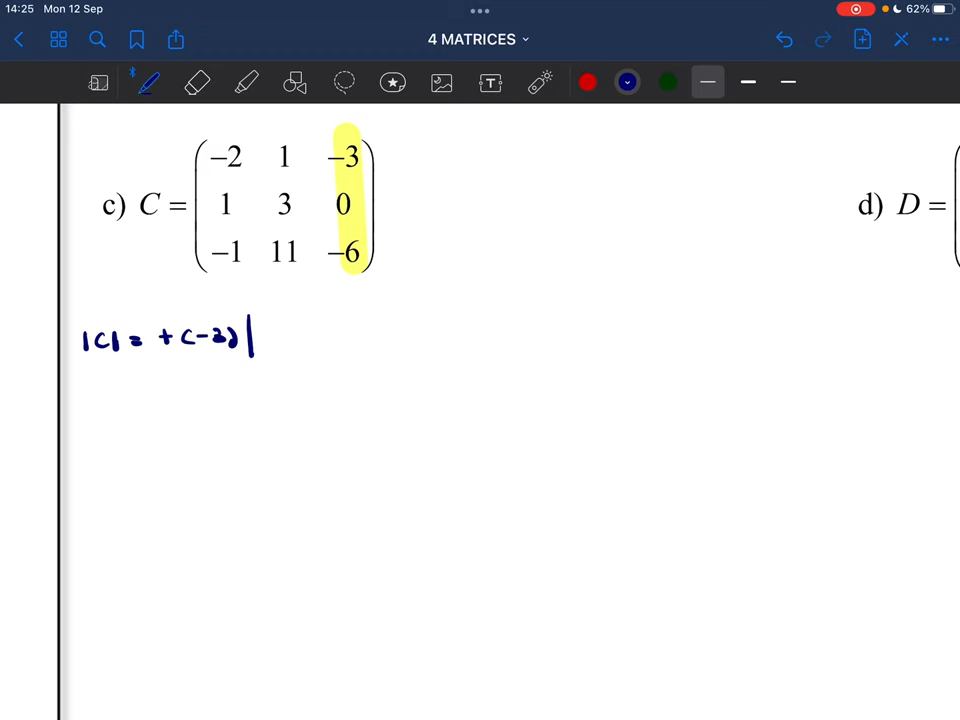 14:25 Mon 12 Sep 62%
4 MATRICES
T
c) C = ( −2 1 −3
1 3 0
−1 11 −6 )
d) D = (
|C| = +(-3) |